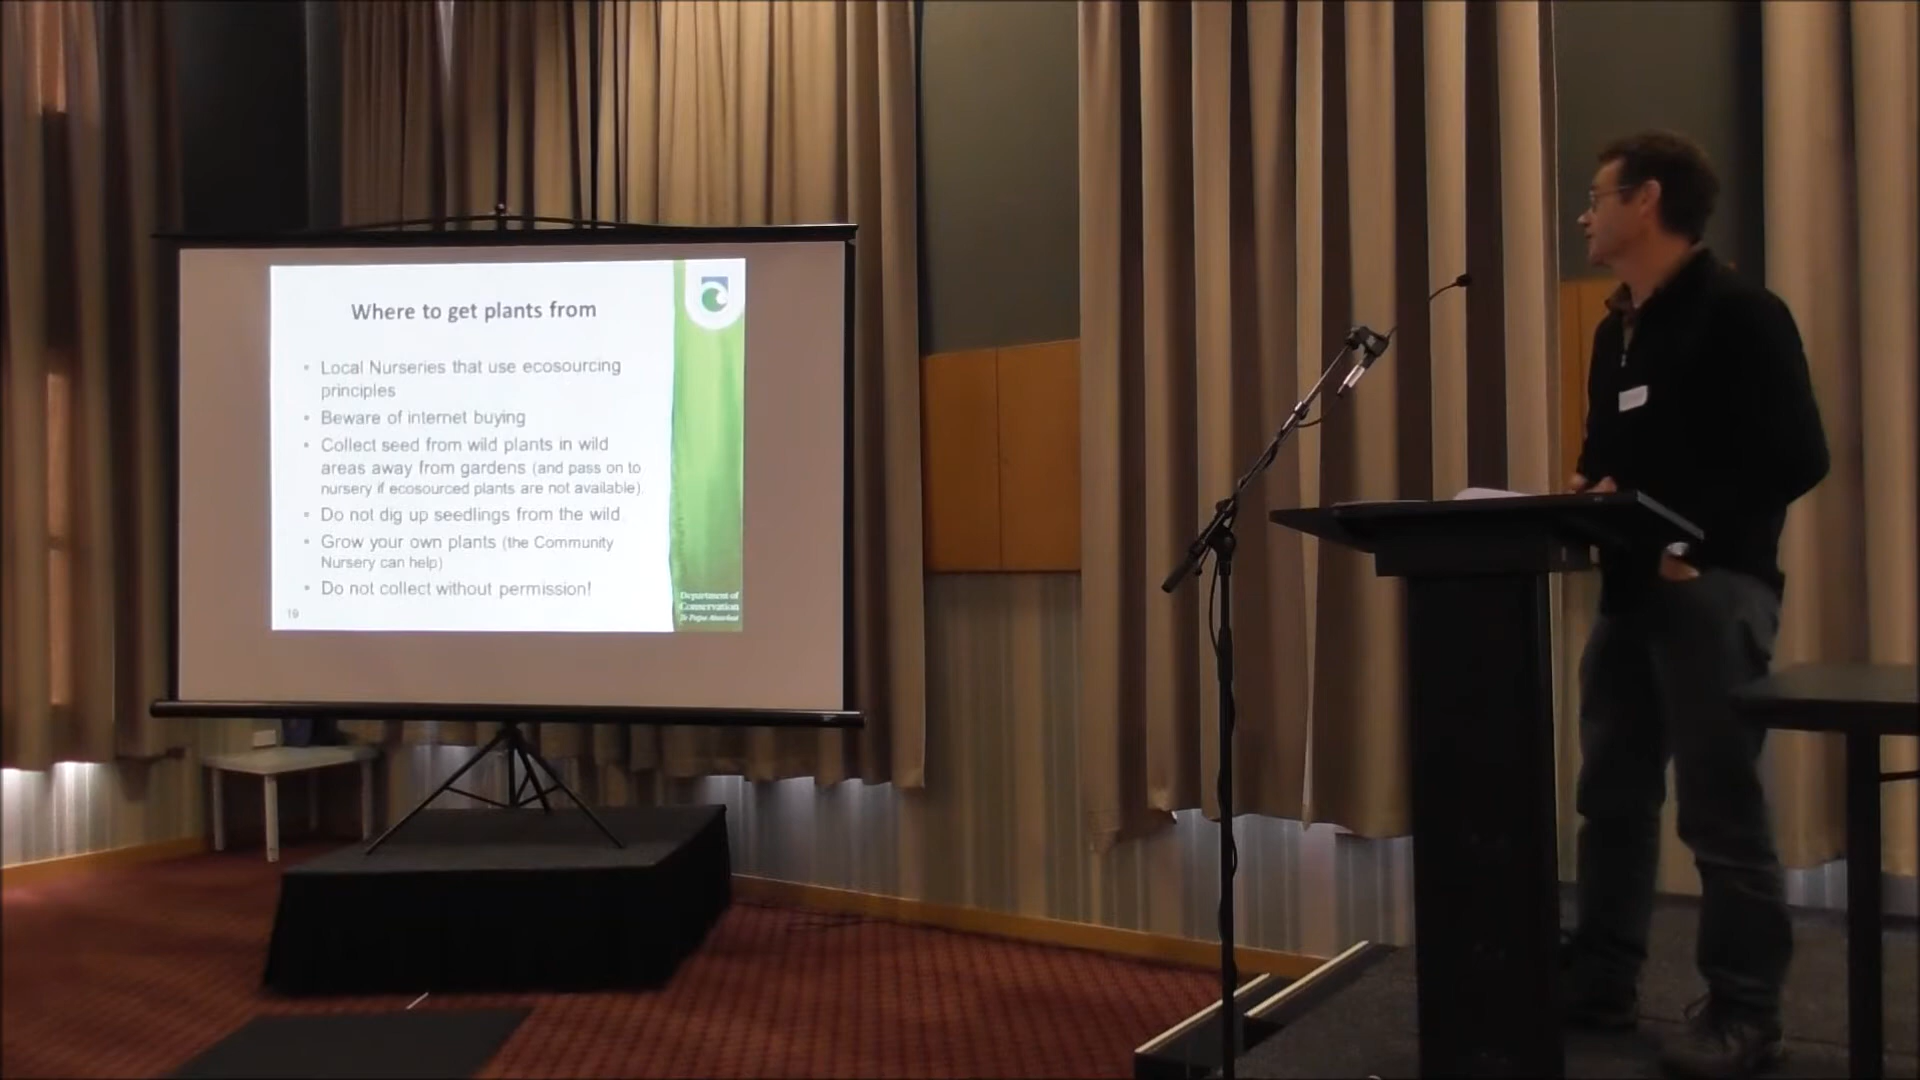 Where to get plants from
• Local Nurseries that use ecosourcing
principles
• Beware of internet buying
• Collect seed from wild plants in wild
areas away from gardens (and pass on to
nursery if ecosourced plants are not available)
• Do not dig up seedlings from the wild
• Grow your own plants (the Community
Nursery can help)
• Do not collect without permission!
19
Department of
Conservation
Te Papa Atawhai